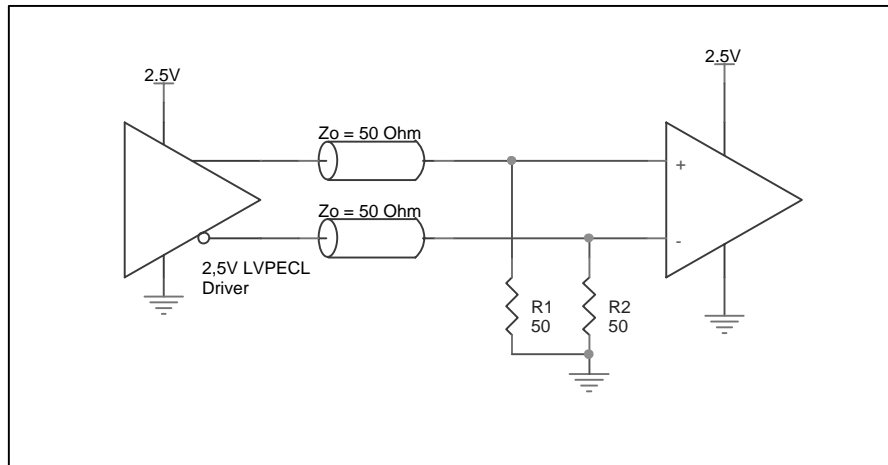 2.5V
2.5V
Zo = 50 Ohm
+
Zo = 50 Ohm
-
2,5V LVPECL
Driver
R1
50
R2
50